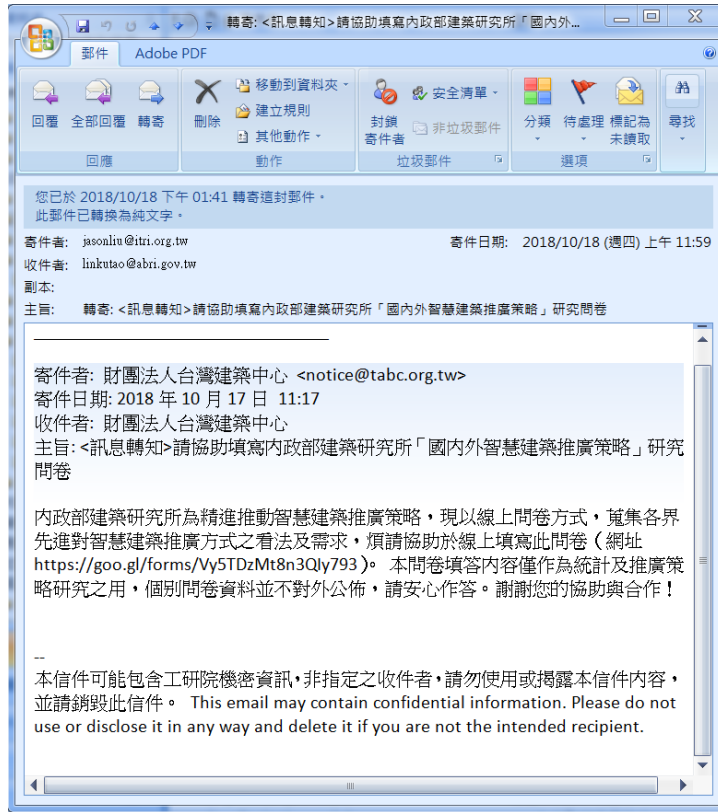 轉寄: <訊息轉知>請協助填寫內政部建築研究所「國內外...
郵件 Adobe PDF
回覆 全部回覆 轉寄
回應
刪除
移動到資料夾
建立規則
其他動作
動作
封鎖寄件者
安全清單
非垃圾郵件
垃圾郵件
分類 待處理 標記為未讀取
選項
尋找
您已於 2018/10/18 下午 01:41 轉寄這封郵件。
此郵件已轉換為純文字。
寄件者: jasonliu@itri.org.tw 寄件日期: 2018/10/18 (週四) 上午 11:59
收件者: linkutao@abri.gov.tw
副本:
主旨: 轉寄: <訊息轉知>請協助填寫內政部建築研究所「國內外智慧建築推廣策略」研究問卷
寄件者: 財團法人台灣建築中心 <notice@tabc.org.tw>
寄件日期: 2018 年 10 月 17 日 11:17
收件者: 財團法人台灣建築中心
主旨: <訊息轉知>請協助填寫內政部建築研究所「國內外智慧建築推廣策略」研究
問卷
內政部建築研究所為精進推動智慧建築推廣策略，現以線上問卷方式，蒐集各界
先進對智慧建築推廣方式之看法及需求，煩請協助於線上填寫此問卷（網址
https://goo.gl/forms/Vy5TDzMt8n3Qly793）。 本問卷填答內容僅作為統計及推廣策
略研究之用，個別問卷資料並不對外公佈，請安心作答。謝謝您的協助與合作！
--
本信件可能包含工研院機密資訊，非指定之收件者，請勿使用或揭露本信件內容，
並請銷毀此信件。 This email may contain confidential information. Please do not
use or disclose it in any way and delete it if you are not the intended recipient.